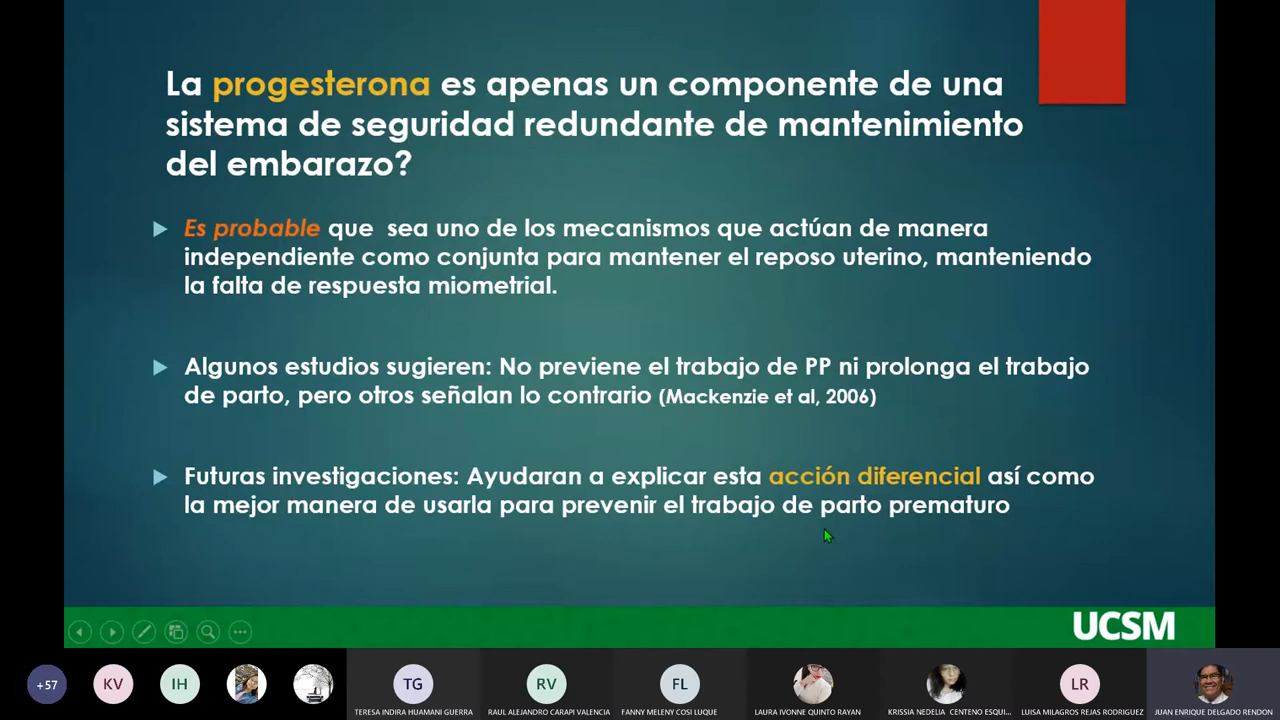 La progesterona es apenas un componente de una
sistema de seguridad redundante de mantenimiento
del embarazo?
Es probable que sea uno de los mecanismos que actúan de manera
independiente como conjunta para mantener el reposo uterino, manteniendo
la falta de respuesta miometrial.
Algunos estudios sugieren: No previene el trabajo de PP ni prolonga el trabajo
de parto, pero otros señalan lo contrario (Mackenzie et al, 2006)
Futuras investigaciones: Ayudaran a explicar esta acción diferencial así como
la mejor manera de usarla para prevenir el trabajo de parto prematuro
UCSM
+57
KV
IH
TG
RV
FL
LR
TERESA INDIRA HUAMANI GUERRA
RAUL ALEJANDRO CARAPI VALENCIA
FANNY MELENY COSI LUQUE
LAURA IVONNE QUINTO RAYAN
KRISSIA NEDELIA CENTENO ESQUI...
LUISA MILAGROS REJAS RODRIGUEZ
JUAN ENRIQUE DELGADO RENDON